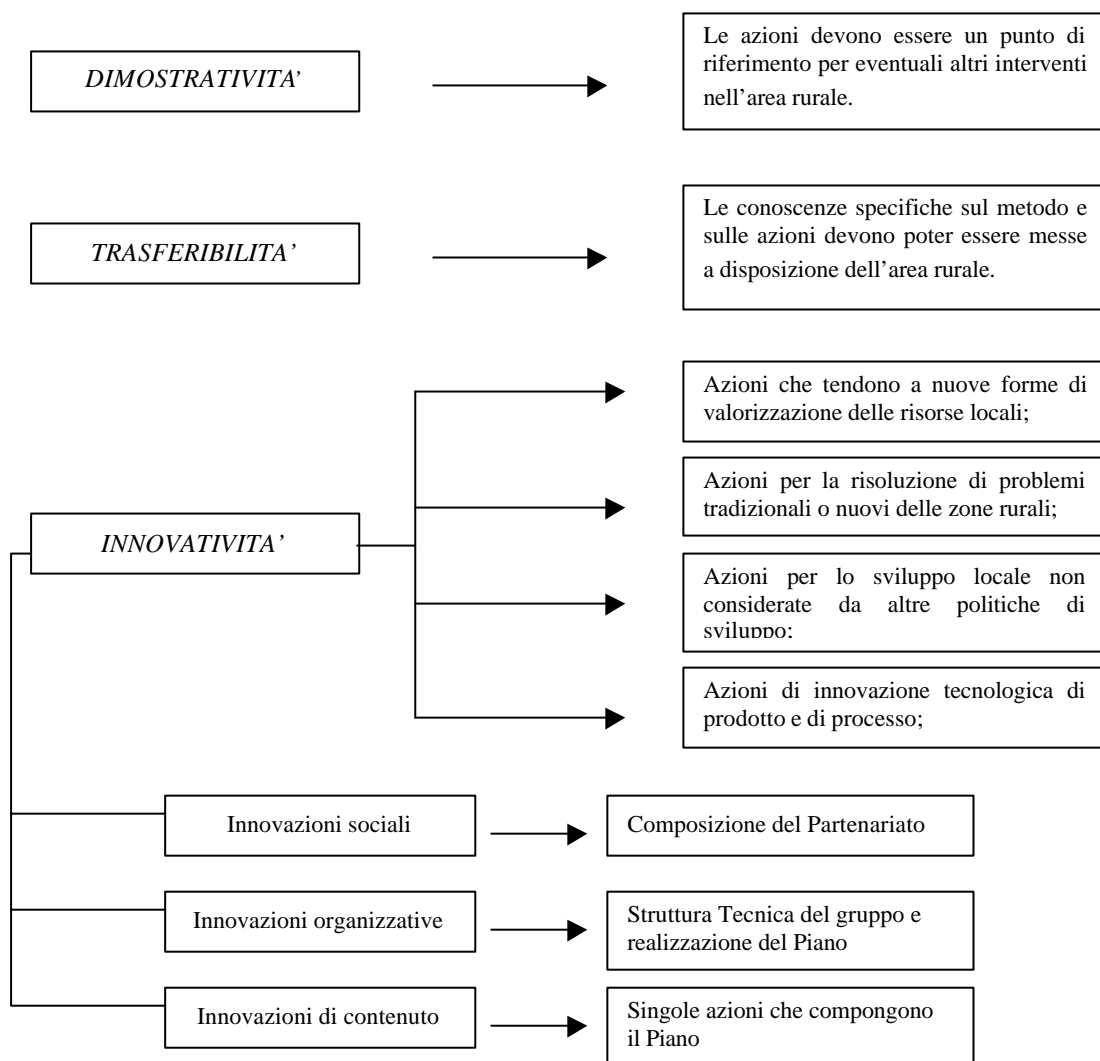 DIMOSTRATIVITA’
Le azioni devono essere un punto di
riferimento per eventuali altri interventi
nell’area rurale.
TRASFERIBILITA’
Le conoscenze specifiche sul metodo e
sulle azioni devono poter essere messe
a disposizione dell’area rurale.
INNOVATIVITA’
Azioni che tendono a nuove forme di
valorizzazione delle risorse locali;
Azioni per la risoluzione di problemi
tradizionali o nuovi delle zone rurali;
Azioni per lo sviluppo locale non
considerate da altre politiche di
sviluppo;
Azioni di innovazione tecnologica di
prodotto e di processo;
Innovazioni sociali
Composizione del Partenariato
Innovazioni organizzative
Struttura Tecnica del gruppo e
realizzazione del Piano
Innovazioni di contenuto
Singole azioni che compongono
il Piano